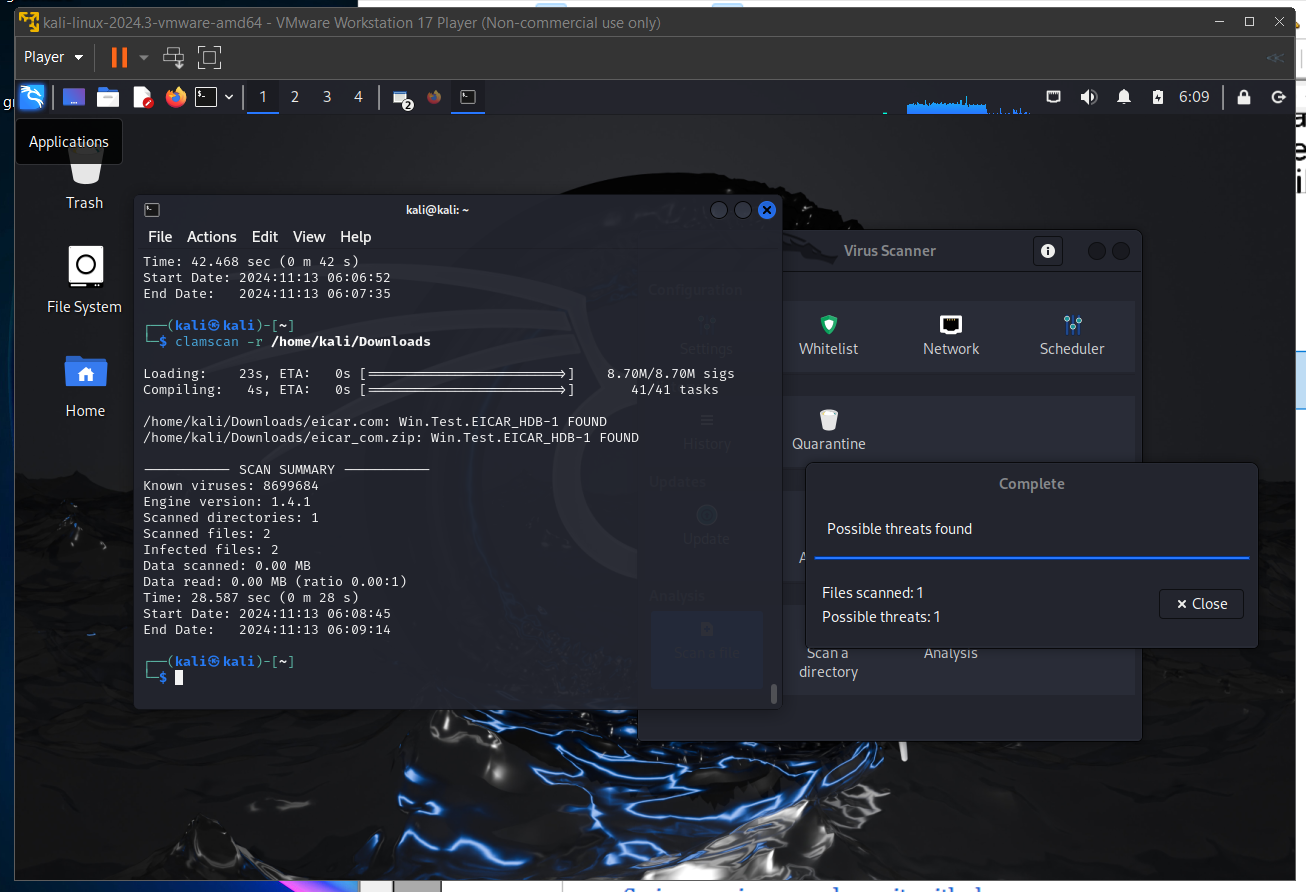 kali-linux-2024.3-vmware-amd64 - VMware Workstation 17 Player (Non-commercial use only)
Player
1 2 3 4
2
6:09
Applications
Trash
File System
Home
kali@kali: ~
File Actions Edit View Help
Time: 42.468 sec (0 m 42 s)
Start Date: 2024:11:13 06:06:52
End Date:   2024:11:13 06:07:35
┌──(kali㉿kali)-[~]
└─$ clamscan -r /home/kali/Downloads
Loading:    23s, ETA:   0s [========================>]    8.70M/8.70M sigs
Compiling:   4s, ETA:   0s [========================>]       41/41 tasks
/home/kali/Downloads/eicar.com: Win.Test.EICAR_HDB-1 FOUND
/home/kali/Downloads/eicar_com.zip: Win.Test.EICAR_HDB-1 FOUND
----------- SCAN SUMMARY -----------
Known viruses: 8699684
Engine version: 1.4.1
Scanned directories: 1
Scanned files: 2
Infected files: 2
Data scanned: 0.00 MB
Data read: 0.00 MB (ratio 0.00:1)
Time: 28.587 sec (0 m 28 s)
Start Date: 2024:11:13 06:08:45
End Date:   2024:11:13 06:09:14
┌──(kali㉿kali)-[~]
└─$
Virus Scanner
Configuration
Settings
Whitelist
Network
Scheduler
History
Quarantine
Updates
Update
Analysis
Scan a file
Scan a
directory
Analysis
Complete
Possible threats found
Files scanned: 1
Possible threats: 1
Close